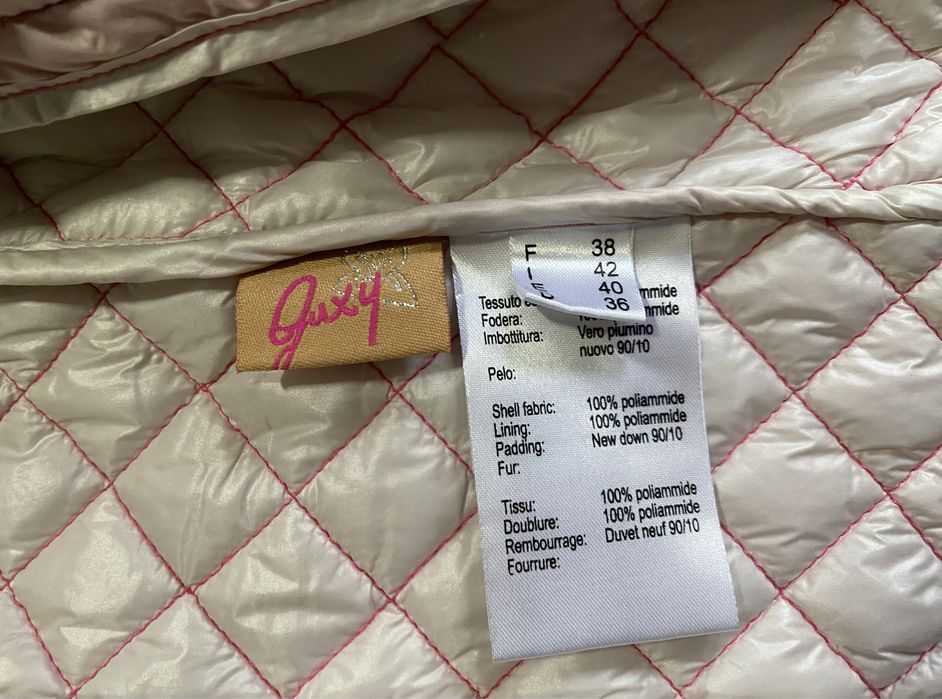 Guxy
F 38
I 42
40
36
Tessuto
Fodera:
Imbottitura: Vero piumino
nuovo 90/10
Pelo:
Shell fabric: 100% poliammide
Lining: 100% poliammide
Padding: New down 90/10
Fur:
Tissu: 100% poliammide
Doublure: 100% poliammide
Rembourrage: Duvet neuf 90/10
Fourrure: